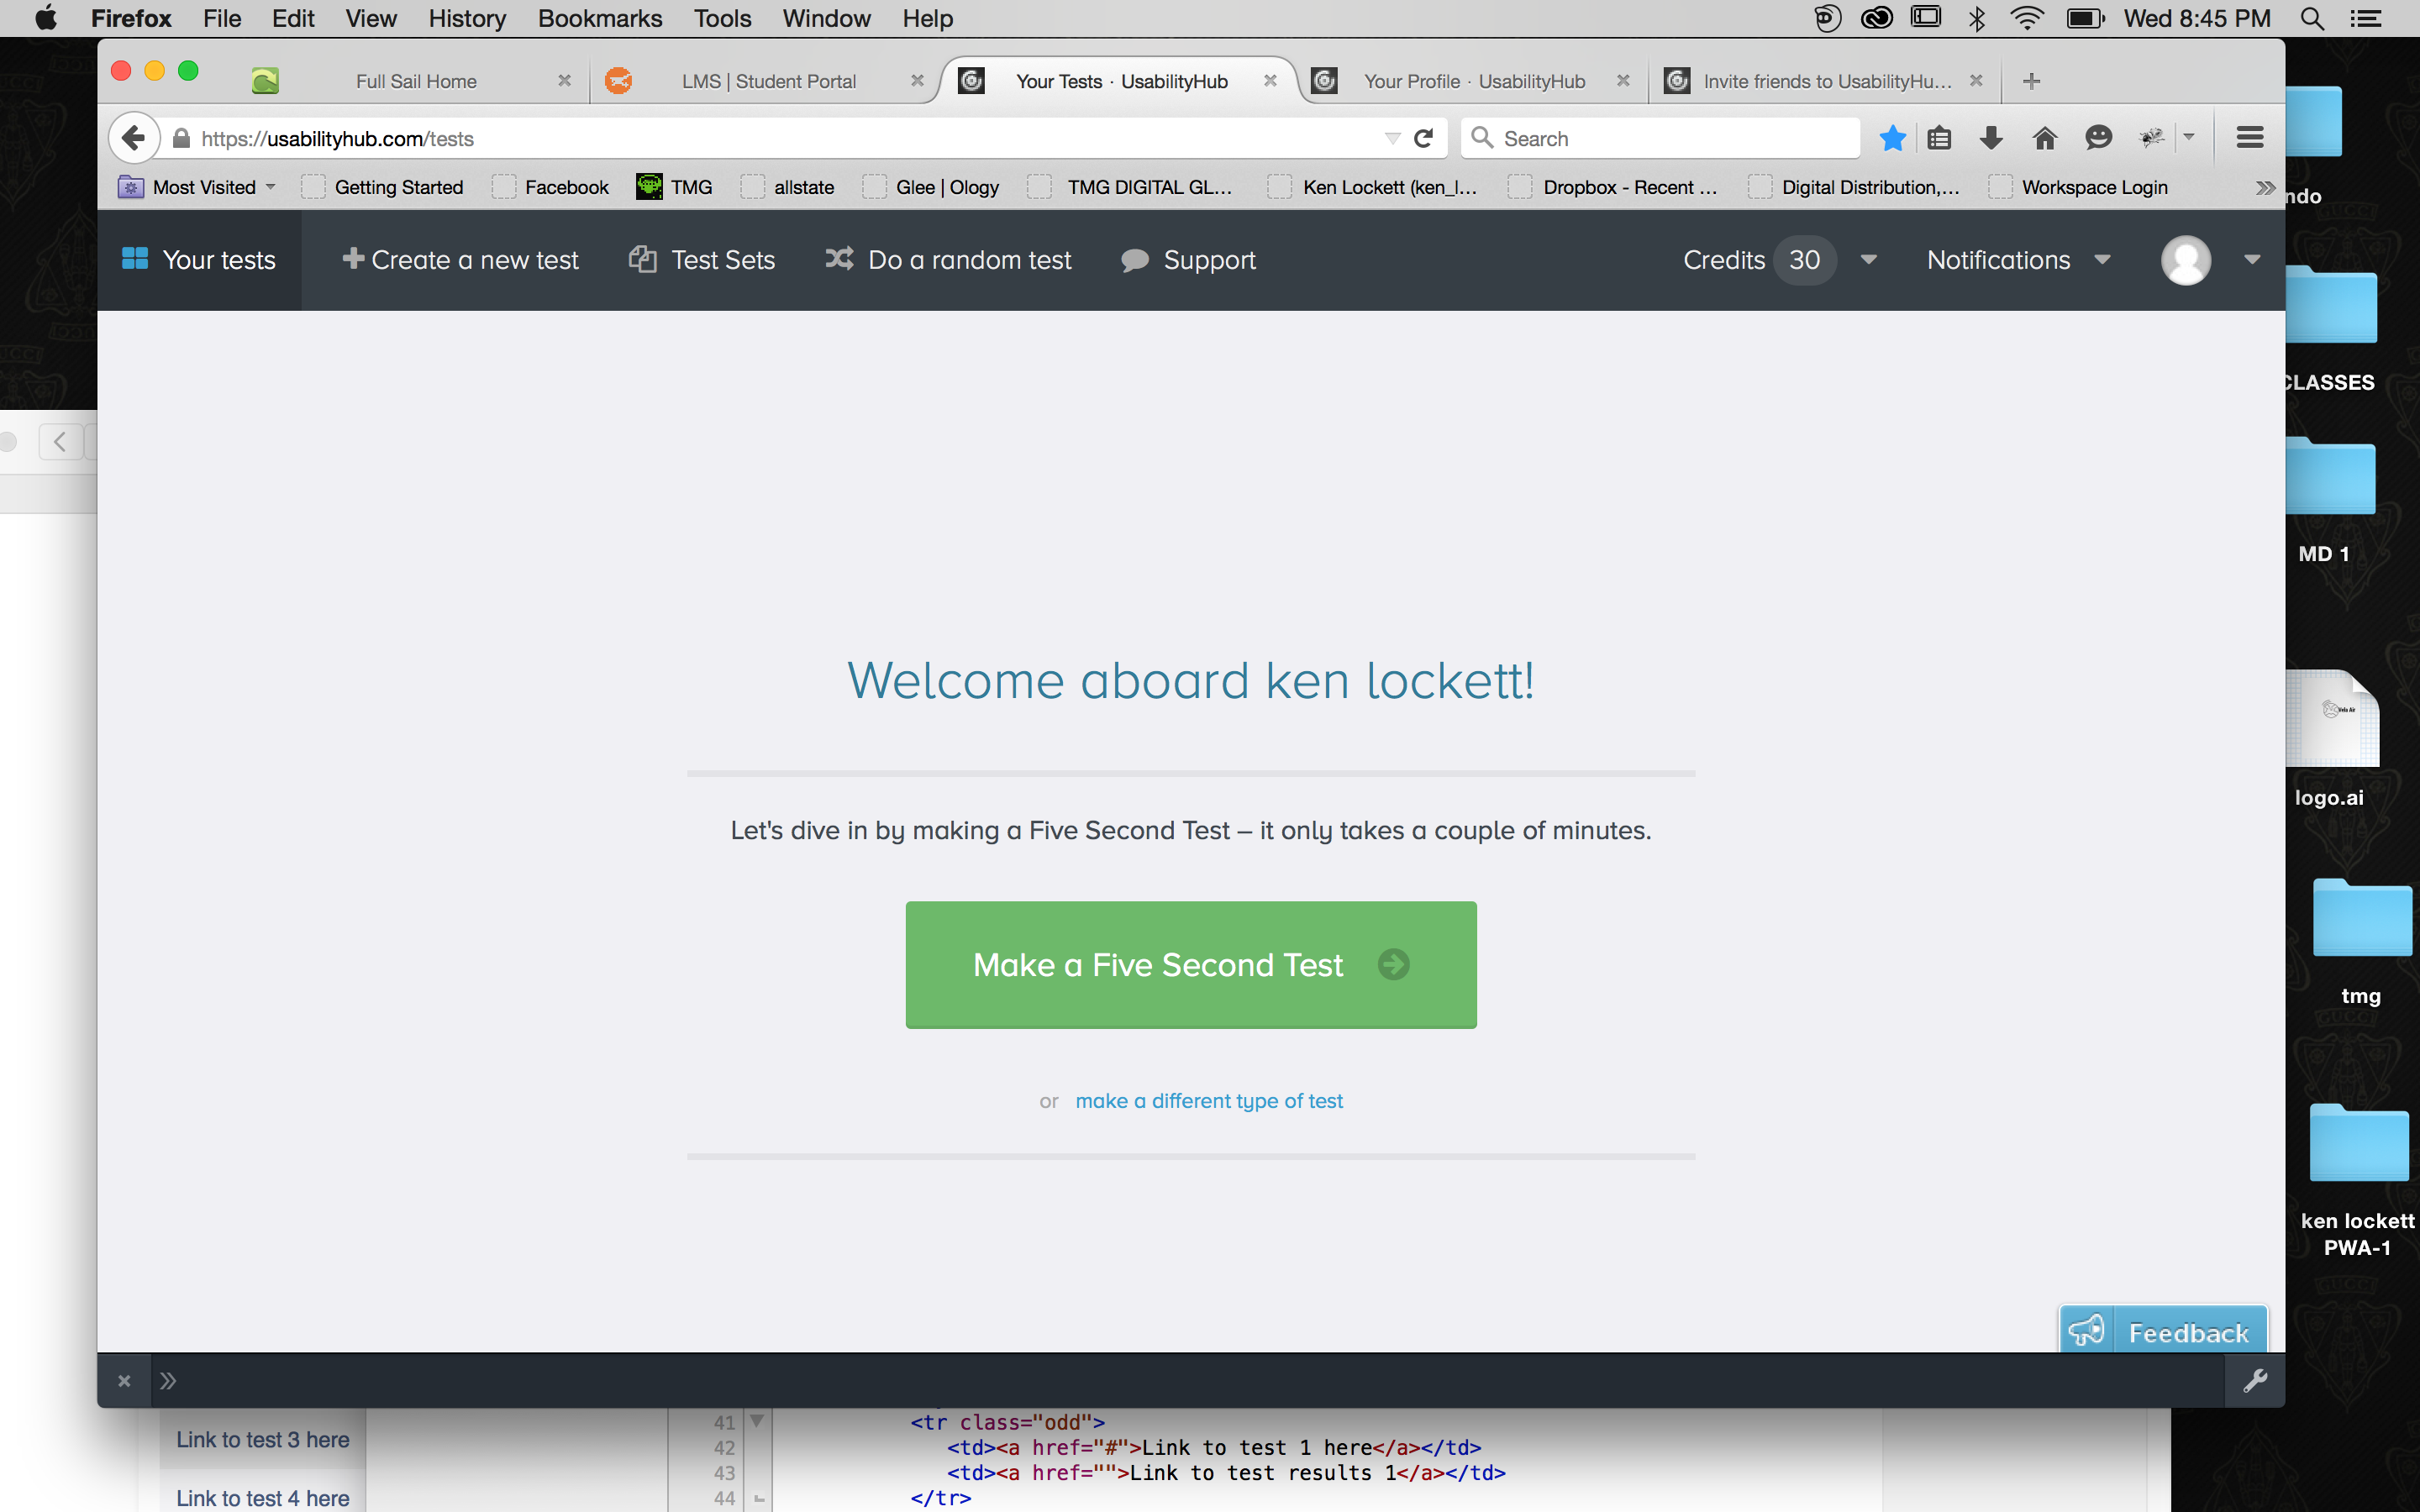 Firefox File Edit View History Bookmarks Tools Window Help Wed 8:45 PM
Full Sail Home LMS | Student Portal Your Tests · UsabilityHub Your Profile · UsabilityHub Invite friends to UsabilityHu...
https://usabilityhub.com/tests Search
Most Visited Getting Started Facebook TMG allstate Glee | Ology TMG DIGITAL GL... Ken Lockett (ken_l... Dropbox - Recent ... Digital Distribution,... Workspace Login
Your tests Create a new test Test Sets Do a random test Support Credits 30 Notifications
Welcome aboard ken lockett!
Let's dive in by making a Five Second Test – it only takes a couple of minutes.
Make a Five Second Test
or make a different type of test
Feedback
ndo
CLASSES
MD 1
Vela Air
logo.ai
tmg
ken lockett
PWA-1
Link to test 3 here
Link to test 4 here
41 <tr class="odd">
42 <td><a href="#">Link to test 1 here</a></td>
43 <td><a href="">Link to test results 1</a></td>
44 </tr>